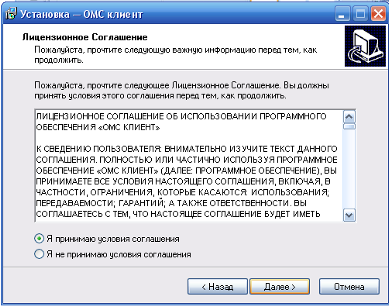 Установка — ОМС клиент
Лицензионное Соглашение
Пожалуйста, прочтите следующую важную информацию перед тем, как
продолжить.
Пожалуйста, прочтите следующее Лицензионное Соглашение. Вы должны
принять условия этого соглашения перед тем, как продолжить.
ЛИЦЕНЗИОННОЕ СОГЛАШЕНИЕ ОБ ИСПОЛЬЗОВАНИИ ПРОГРАММНОГО
ОБЕСПЕЧЕНИЯ «ОМС КЛИЕНТ»
К СВЕДЕНИЮ ПОЛЬЗОВАТЕЛЯ: ВНИМАТЕЛЬНО ИЗУЧИТЕ ТЕКСТ ДАННОГО
СОГЛАШЕНИЯ. ПОЛНОСТЬЮ ИЛИ ЧАСТИЧНО ИСПОЛЬЗУЯ ПРОГРАММНОЕ
ОБЕСПЕЧЕНИЕ «ОМС КЛИЕНТ» (ДАЛЕЕ: ПРОГРАММНОЕ ОБЕСПЕЧЕНИЕ), ВЫ
ПРИНИМАЕТЕ ВСЕ УСЛОВИЯ НАСТОЯЩЕГО СОГЛАШЕНИЯ, ВКЛЮЧАЯ, В
ЧАСТНОСТИ, ОГРАНИЧЕНИЯ, КОТОРЫЕ КАСАЮТСЯ: ИСПОЛЬЗОВАНИЯ;
ПЕРЕДАВАЕМОСТИ; ГАРАНТИЙ; А ТАКЖЕ ОТВЕТСТВЕННОСТИ. ВЫ
СОГЛАШАЕТЕСЬ С ТЕМ, ЧТО НАСТОЯЩЕЕ СОГЛАШЕНИЕ БУДЕТ ИМЕТЬ
Я принимаю условия соглашения
Я не принимаю условия соглашения
< Назад
Далее >
Отмена